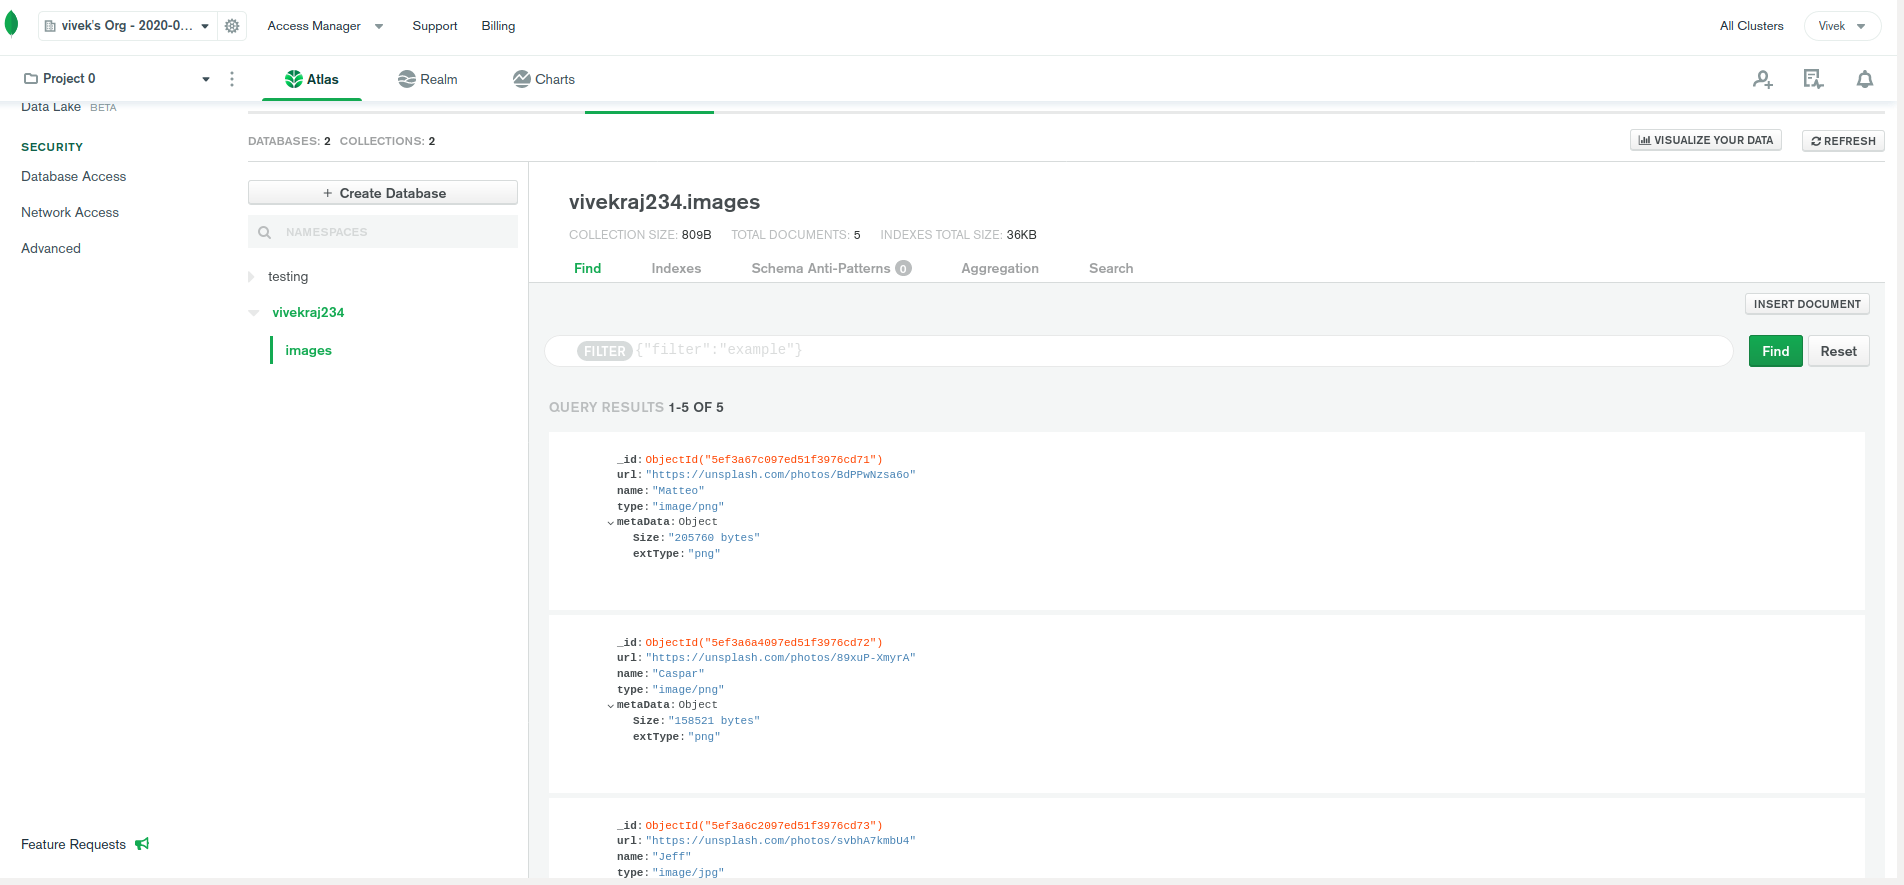 vivek's Org - 2020-0...
Access Manager
Support
Billing
All Clusters
Vivek
Project 0
Atlas
Realm
Charts
Data Lake BETA
SECURITY
Database Access
Network Access
Advanced
Feature Requests
DATABASES: 2 COLLECTIONS: 2
VISUALIZE YOUR DATA
REFRESH
+ Create Database
NAMESPACES
testing
vivekraj234
images
vivekraj234.images
COLLECTION SIZE: 809B TOTAL DOCUMENTS: 5 INDEXES TOTAL SIZE: 36KB
Find
Indexes
Schema Anti-Patterns 0
Aggregation
Search
INSERT DOCUMENT
FILTER {"filter":"example"}
Find
Reset
QUERY RESULTS 1-5 OF 5
_id: ObjectId("5ef3a67c097ed51f3976cd71")
url: "https://unsplash.com/photos/BdPPwNzsa6o"
name: "Matteo"
type: "image/png"
metaData: Object
Size: "205760 bytes"
extType: "png"
_id: ObjectId("5ef3a6a4097ed51f3976cd72")
url: "https://unsplash.com/photos/89xuP-XmyrA"
name: "Caspar"
type: "image/png"
metaData: Object
Size: "158521 bytes"
extType: "png"
_id: ObjectId("5ef3a6c2097ed51f3976cd73")
url: "https://unsplash.com/photos/svbhA7kmbU4"
name: "Jeff"
type: "image/jpg"